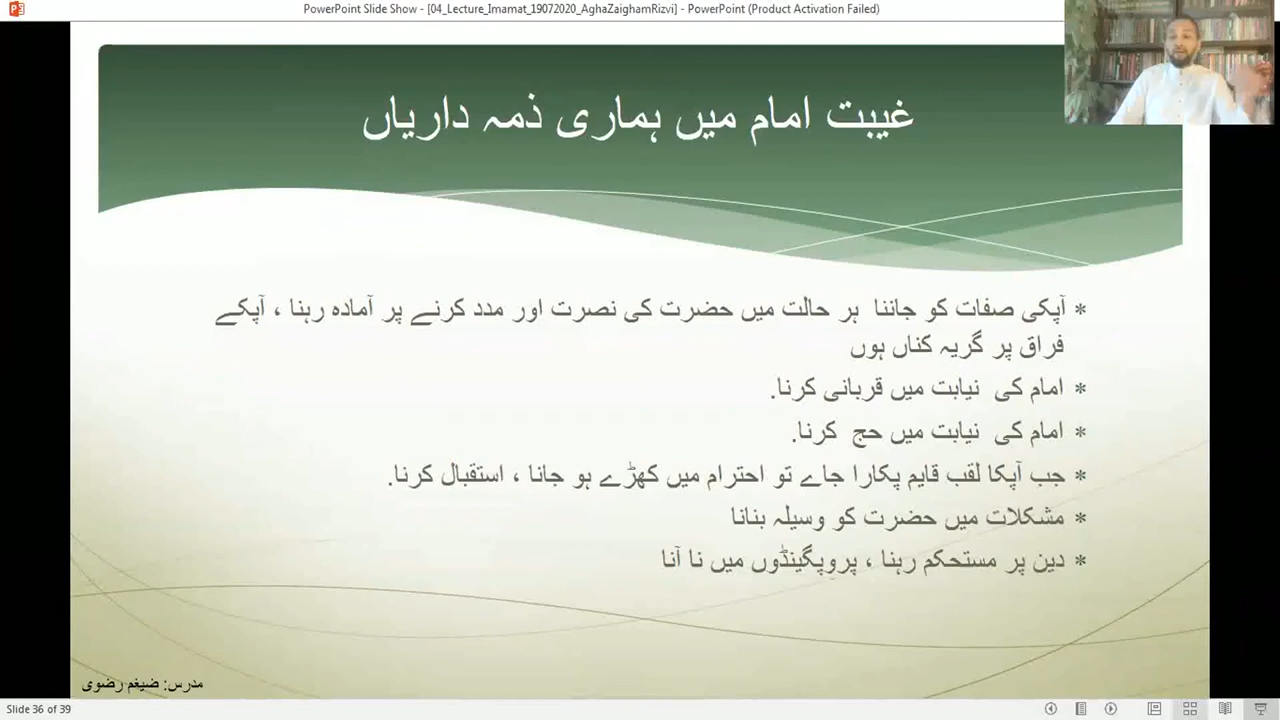 PowerPoint Slide Show - [04_Lecture_Imamat_19072020_AghaZaighamRizvi] - PowerPoint (Product Activation Failed)
غیبت امام میں ہماری ذمہ داریاں
* آپکی صفات کو جاننا ہر حالت میں حضرت کی نصرت اور مدد کرنے پر آمادہ رہنا ، آپکے
فراق پر گریہ کناں ہوں
* امام کی نیابت میں قربانی کرنا.
* امام کی نیابت میں حج کرنا.
* جب آپکا لقب قایم پکارا جاے تو احترام میں کھڑے ہو جانا ، استقبال کرنا.
* مشکلات میں حضرت کو وسیلہ بنانا
* دین پر مستحکم رہنا ، پروپگینڈوں میں نا آنا
مدرس: ضیغم رضوی
Slide 36 of 39